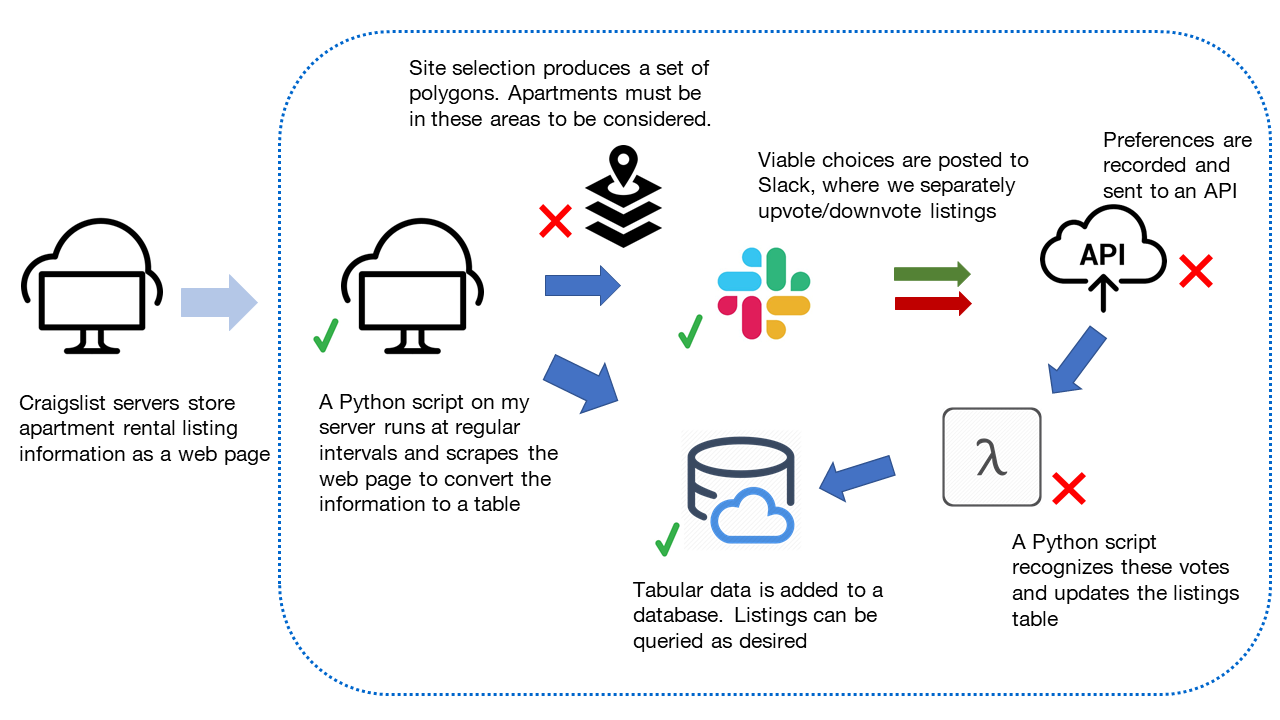 Site selection produces a set of
polygons. Apartments must be
in these areas to be considered.
Viable choices are posted to
Slack, where we separately
upvote/downvote listings
Preferences are
recorded and
sent to an API
API
Craigslist servers store
apartment rental listing
information as a web page
A Python script on my
server runs at regular
intervals and scrapes the
web page to convert the
information to a table
λ
A Python script
recognizes these votes
and updates the listings
table
Tabular data is added to a
database. Listings can be
queried as desired